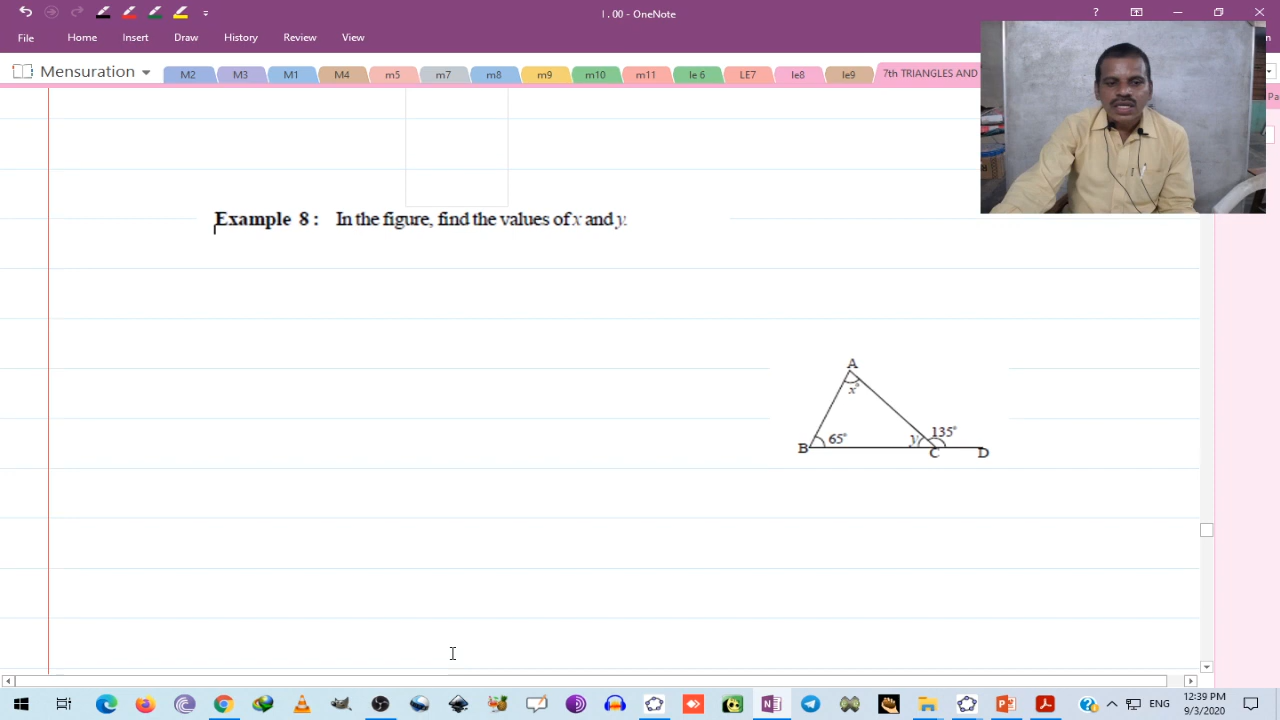 I . 00 - OneNote
File Home Insert Draw History Review View
Mensuration M2 M3 M1 M4 m5 m7 m8 m9 m10 m11 le 6 LE7 le8 le9 7th TRIANGLES AND
Example 8 : In the figure, find the values of x and y.
A
x°
B 65° y 135° C D
12:39 PM
ENG
9/3/2020